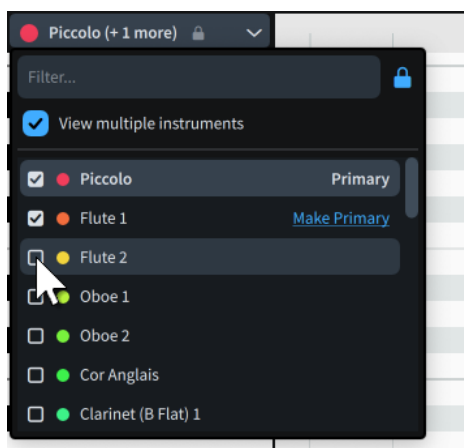 Piccolo (+ 1 more)
Filter...
View multiple instruments
Piccolo Primary
Flute 1 Make Primary
Flute 2
Oboe 1
Oboe 2
Cor Anglais
Clarinet (B Flat) 1